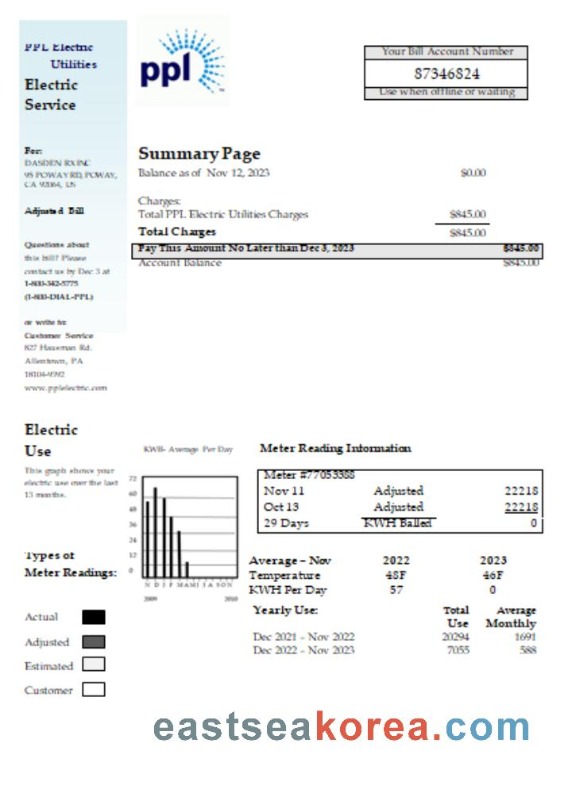 PPL Electric
Utilities
Electric
Service
ppl
Your Bill Account Number
87346824
Use when offline or waiting
For:
DASDEN RX INC
POWAY RD, POWAY,
CA US
Adjusted Bill
Questions about
this bill? Please
contact us by Dec 3 at
1-800-342-5775
(1-800-DIAL-PPL)
or write to:
Customer Service
827 Hausman Rd.
Allentown, PA
18104-9392
www.pplelectric.com
Summary Page
Balance as of Nov 12, 2023 $0.00
Charges:
Total PPL Electric Utilities Charges $845.00
Total Charges $845.00
Pay This Amount No Later than Dec 3, 2023 $845.00
Account Balance $845.00
Electric
Use
This graph shows your
electric use over the last
13 months.
Types of
Meter Readings:
Actual
Adjusted
Estimated
Customer
KWH- Average Per Day
72
60
48
36
24
12
0
N D J F M A M J J A S O N
2009 2010
Meter Reading Information
Meter #77053388
Nov 11 Adjusted 22218
Oct 13 Adjusted 22218
29 Days KWH Balled 0
Average – Nov 2022 2023
Temperature 48F 46F
KWH Per Day 57 0
Yearly Use: Total Average
Use Monthly
Dec 2021 – Nov 2022 20294 1691
Dec 2022 – Nov 2023 7055 588
eastseakorea.com